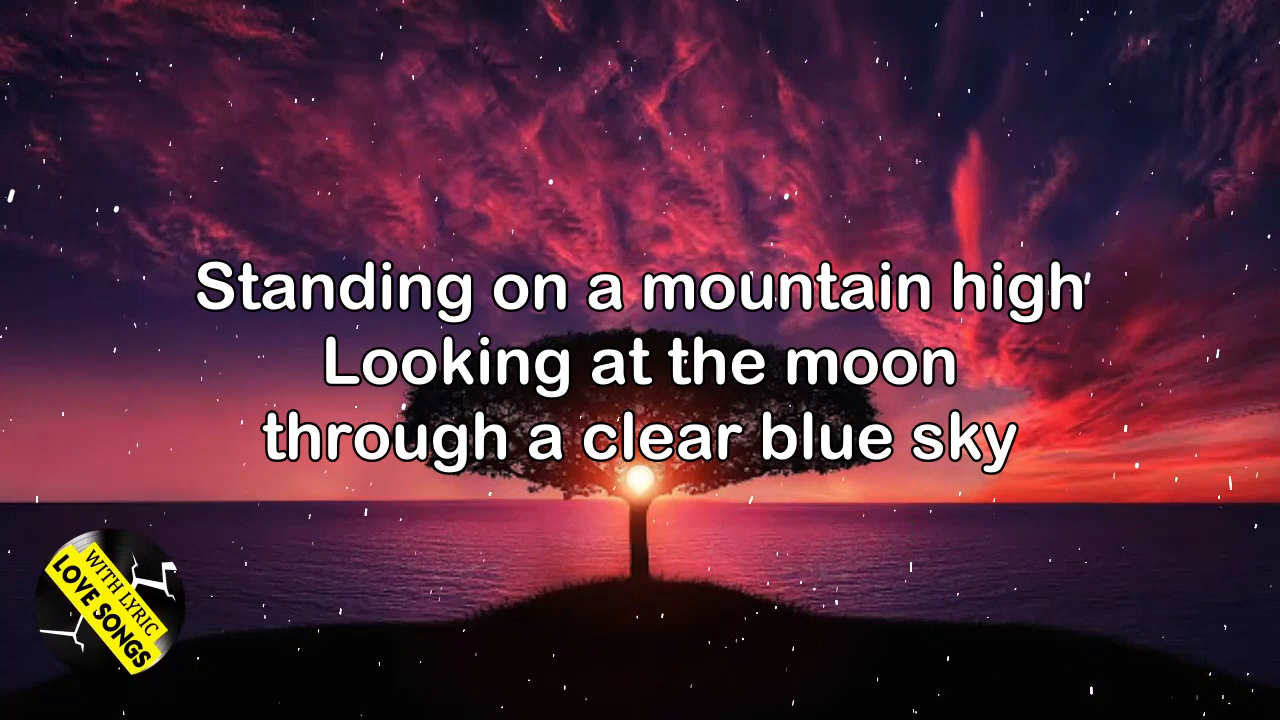 Standing on a mountain high
Looking at the moon
through a clear blue sky
WITH LYRIC
LOVE SONGS